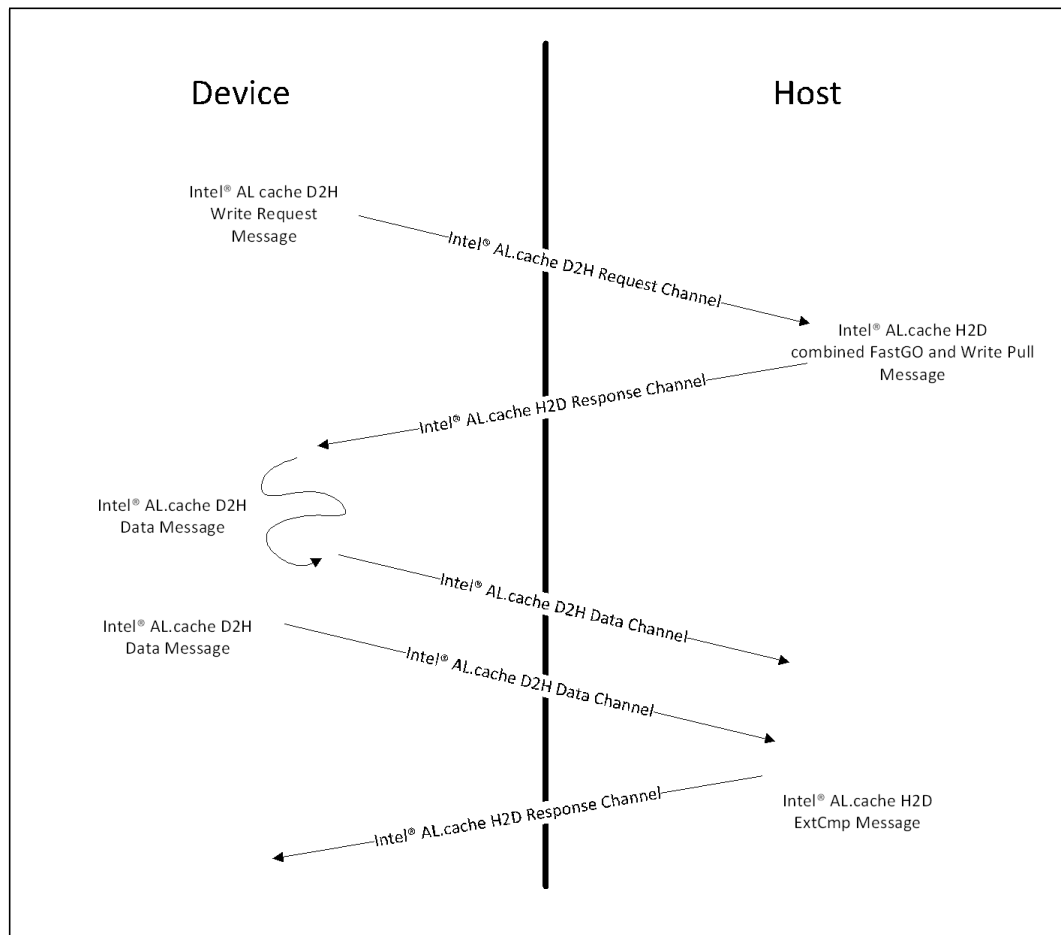 Device
Host
Intel® AL cache D2H
Write Request
Message
Intel® AL.cache D2H Request Channel
Intel® AL.cache H2D
combined FastGO and Write Pull
Message
Intel® AL.cache H2D Response Channel
Intel® AL.cache D2H
Data Message
Intel® AL.cache D2H Data Channel
Intel® AL.cache D2H
Data Message
Intel® AL.cache D2H Data Channel
Intel® AL.cache H2D
ExtCmp Message
Intel® AL.cache H2D Response Channel